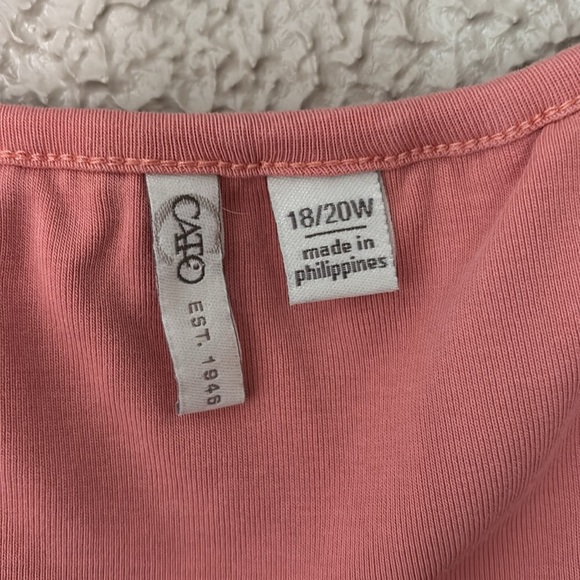 CATO
EST. 1946
18/20W
made in
philippines